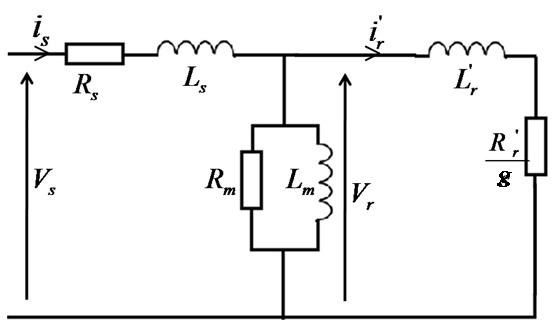 i_s
R_s
L_s
i'_r
L'_r
V_s
R_m
L_m
V_r
R'_r
g